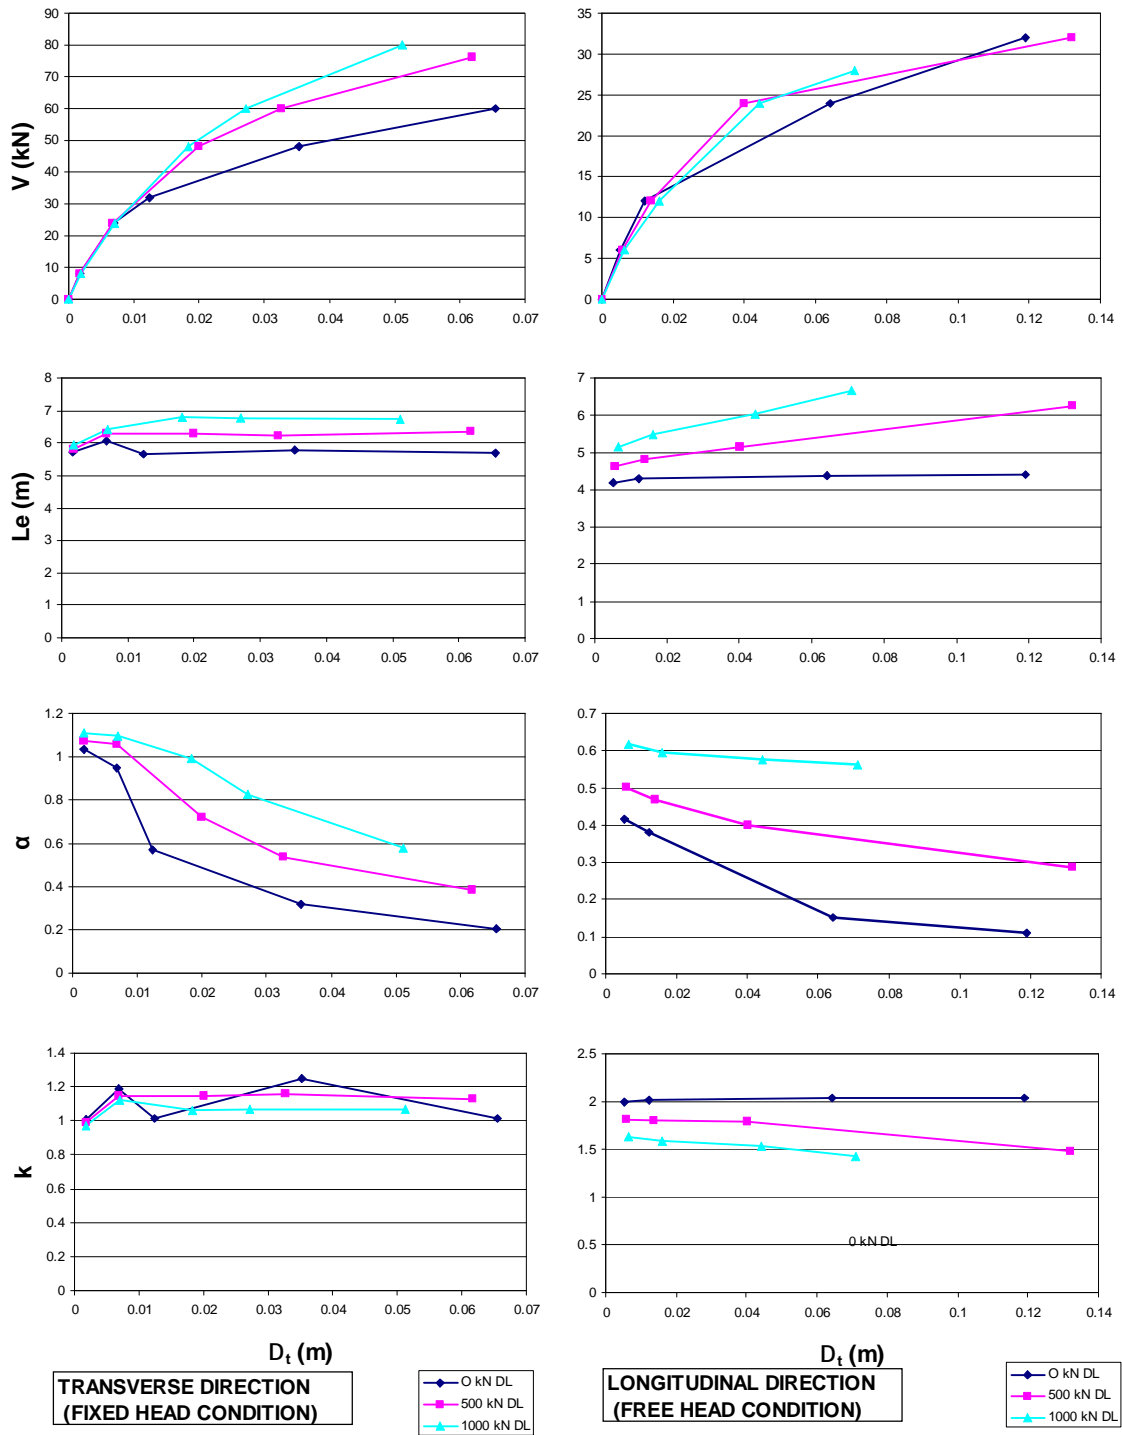 90
80
70
60
50
40
30
20
10
0
V (kN)
0 0.01 0.02 0.03 0.04 0.05 0.06 0.07
35
30
25
20
15
10
5
0
0 0.02 0.04 0.06 0.08 0.1 0.12 0.14
8
7
6
5
4
3
2
1
0
Le (m)
0 0.01 0.02 0.03 0.04 0.05 0.06 0.07
7
6
5
4
3
2
1
0
0 0.02 0.04 0.06 0.08 0.1 0.12 0.14
1.2
1
0.8
0.6
0.4
0.2
0
α
0 0.01 0.02 0.03 0.04 0.05 0.06 0.07
0.7
0.6
0.5
0.4
0.3
0.2
0.1
0
0 0.02 0.04 0.06 0.08 0.1 0.12 0.14
1.4
1.2
1
0.8
0.6
0.4
0.2
0
k
0 0.01 0.02 0.03 0.04 0.05 0.06 0.07
2.5
2
1.5
1
0.5
0
0 kN DL
0 0.02 0.04 0.06 0.08 0.1 0.12 0.14
Dt (m)
Dt (m)
TRANSVERSE DIRECTION
(FIXED HEAD CONDITION)
O kN DL
500 kN DL
1000 kN DL
LONGITUDINAL DIRECTION
(FREE HEAD CONDITION)
O kN DL
500 kN DL
1000 kN DL